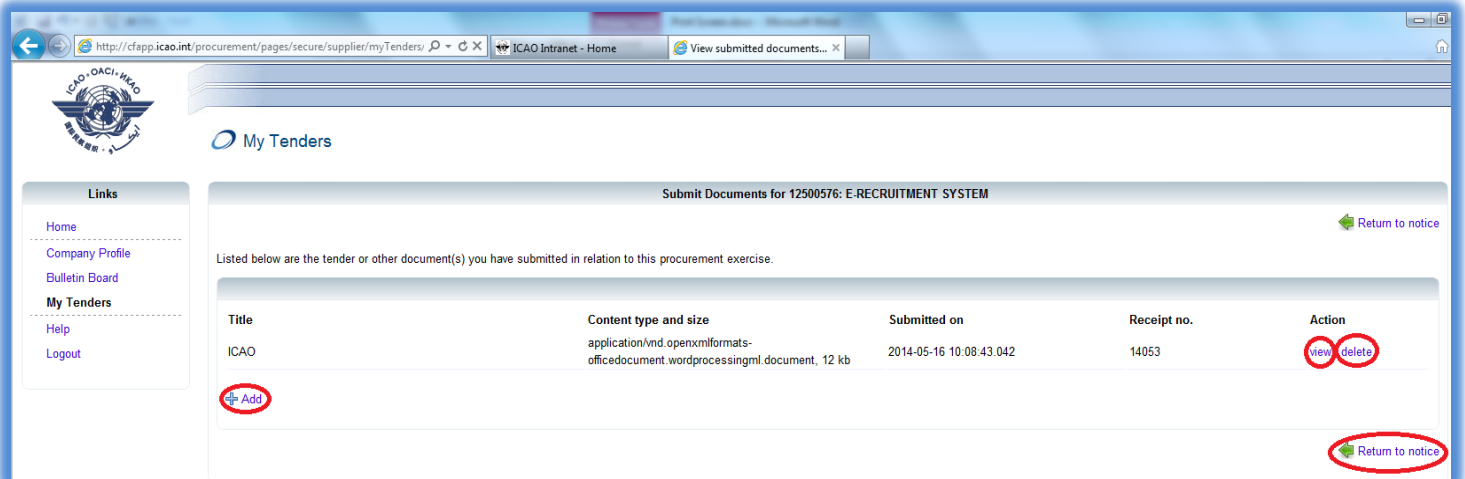 http://cfapp.icao.int/procurement/pages/secure/supplier/myTenders/
ICAO Intranet - Home
View submitted documents...
ICAO · OACI · ИКАО
My Tenders
Links
Home
Company Profile
Bulletin Board
My Tenders
Help
Logout
Submit Documents for 12500576: E-RECRUITMENT SYSTEM
Return to notice
Listed below are the tender or other document(s) you have submitted in relation to this procurement exercise.
Title Content type and size Submitted on Receipt no. Action
ICAO application/vnd.openxmlformats-
officedocument.wordprocessingml.document, 12 kb 2014-05-16 10:08:43.042 14053 view delete
Add
Return to notice